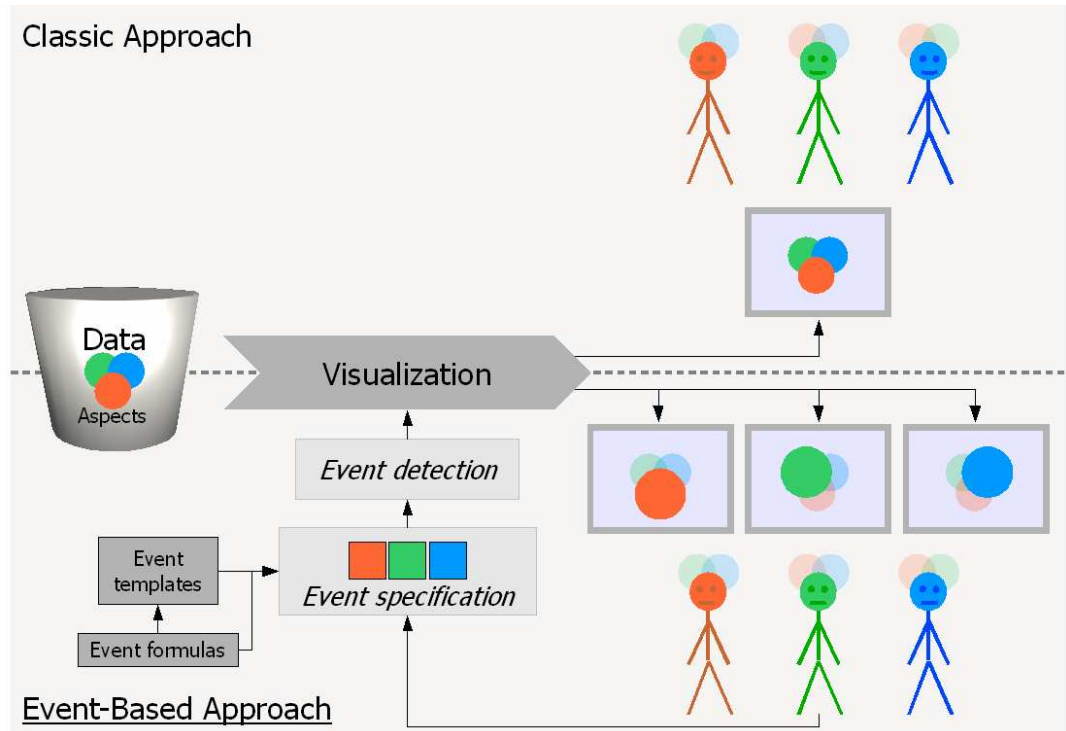 Classic Approach
Data
Aspects
Visualization
Event detection
Event
templates
Event specification
Event formulas
Event-Based Approach